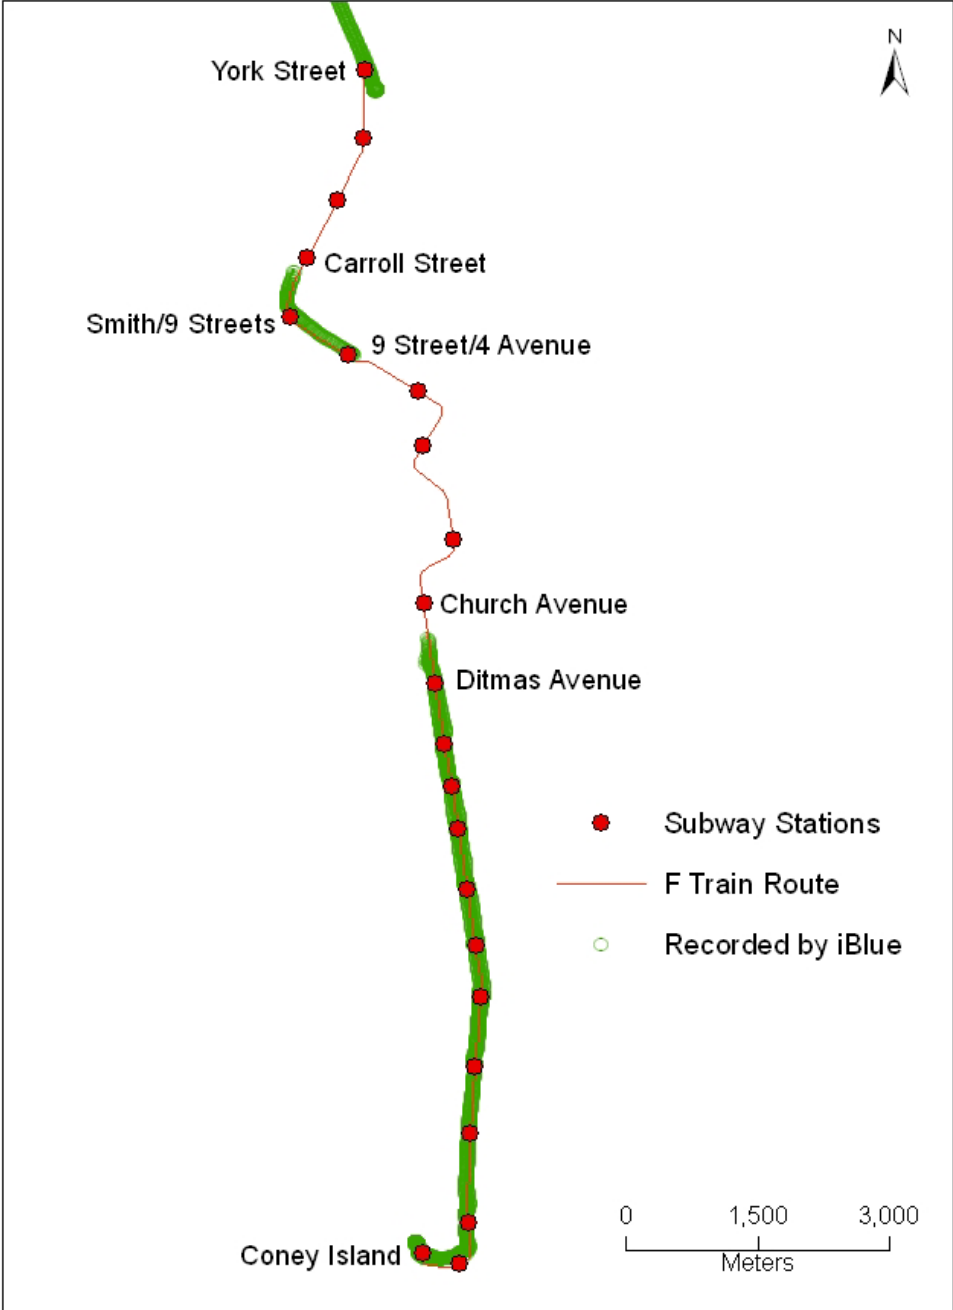 N
York Street
Carroll Street
Smith/9 Streets
9 Street/4 Avenue
Church Avenue
Ditmas Avenue
Subway Stations
F Train Route
Recorded by iBlue
0 1,500 3,000
Meters
Coney Island